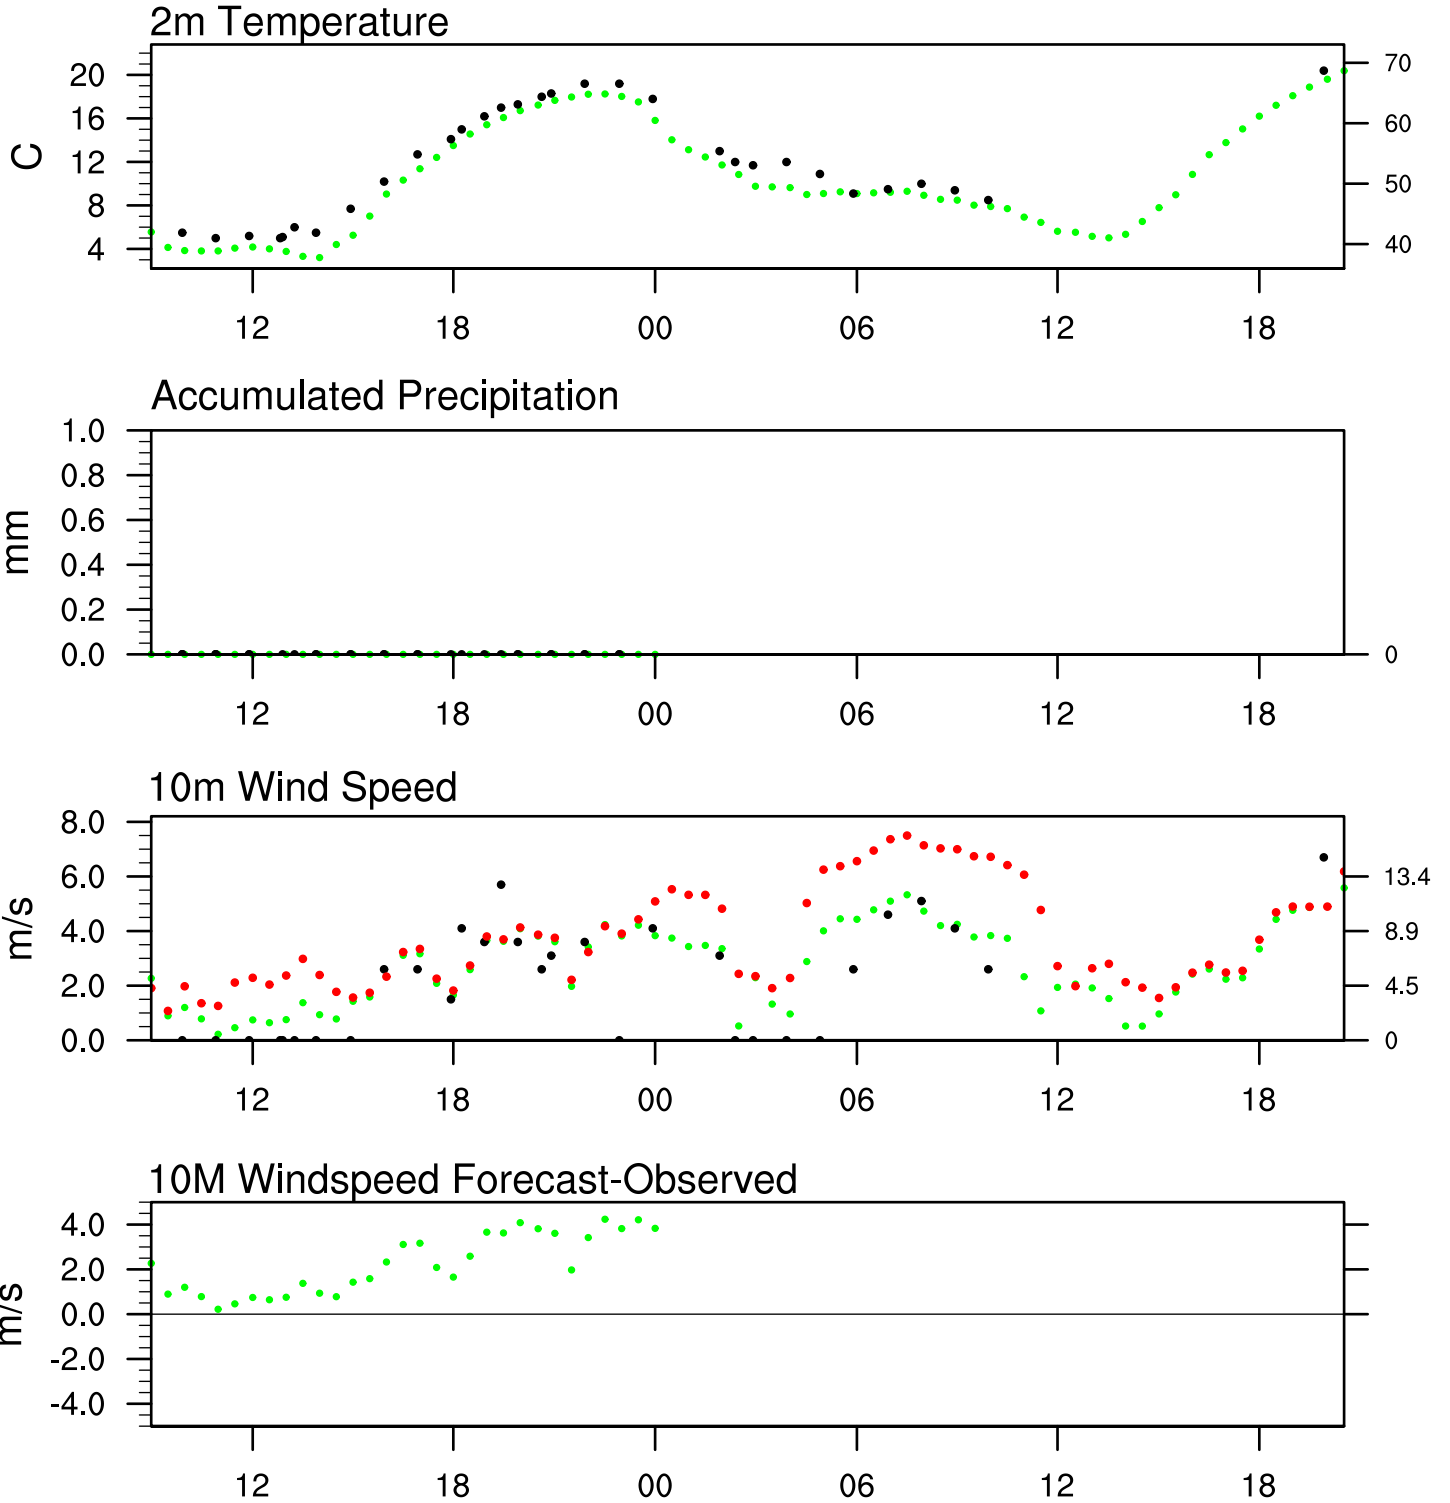 2m Temperature
20
16
12
8
4
C
70
60
50
40
12 18 00 06 12 18
Accumulated Precipitation
1.0
0.8
0.6
0.4
0.2
0.0
mm
0
12 18 00 06 12 18
10m Wind Speed
8.0
6.0
4.0
2.0
0.0
m/s
13.4
8.9
4.5
0
12 18 00 06 12 18
10M Windspeed Forecast-Observed
4.0
2.0
0.0
-2.0
-4.0
m/s
12 18 00 06 12 18